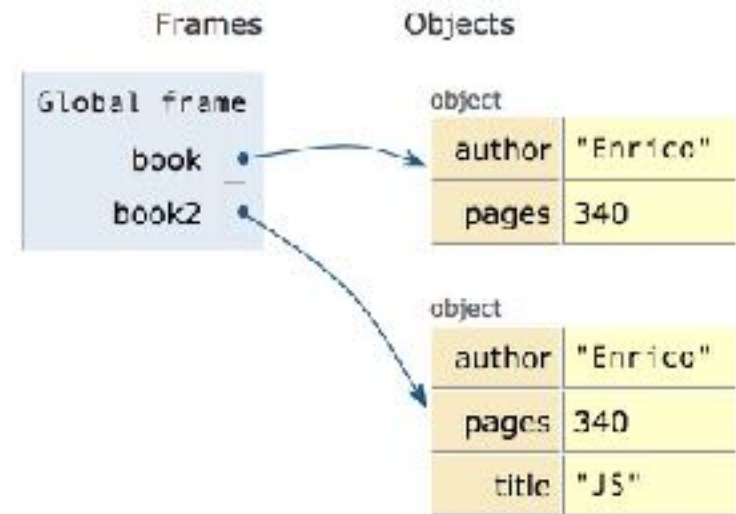 Frames Objects
Global frame
book
book2
object
author "Enrico"
pages 340
object
author "Enrico"
pages 340
title "JS"